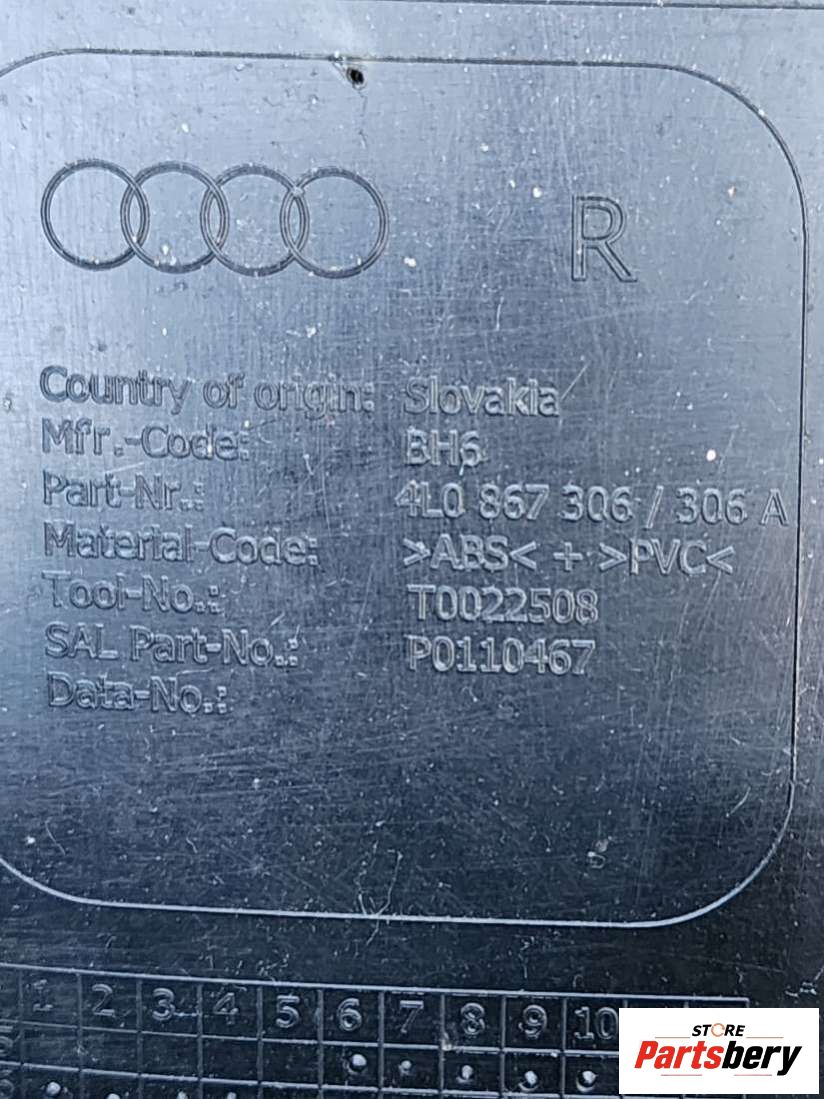 R
Country of origin: Slovakia
Mfr.-Code: BH6
Part-Nr.: 4L0 867 306 / 306 A
Material-Code: >ABS< + >PVC<
Tool-No.: T0022508
SAL Part-No.: P0110467
Data-No.:
1 2 3 4 5 6 7 8 9 10
STORE
Partsbery